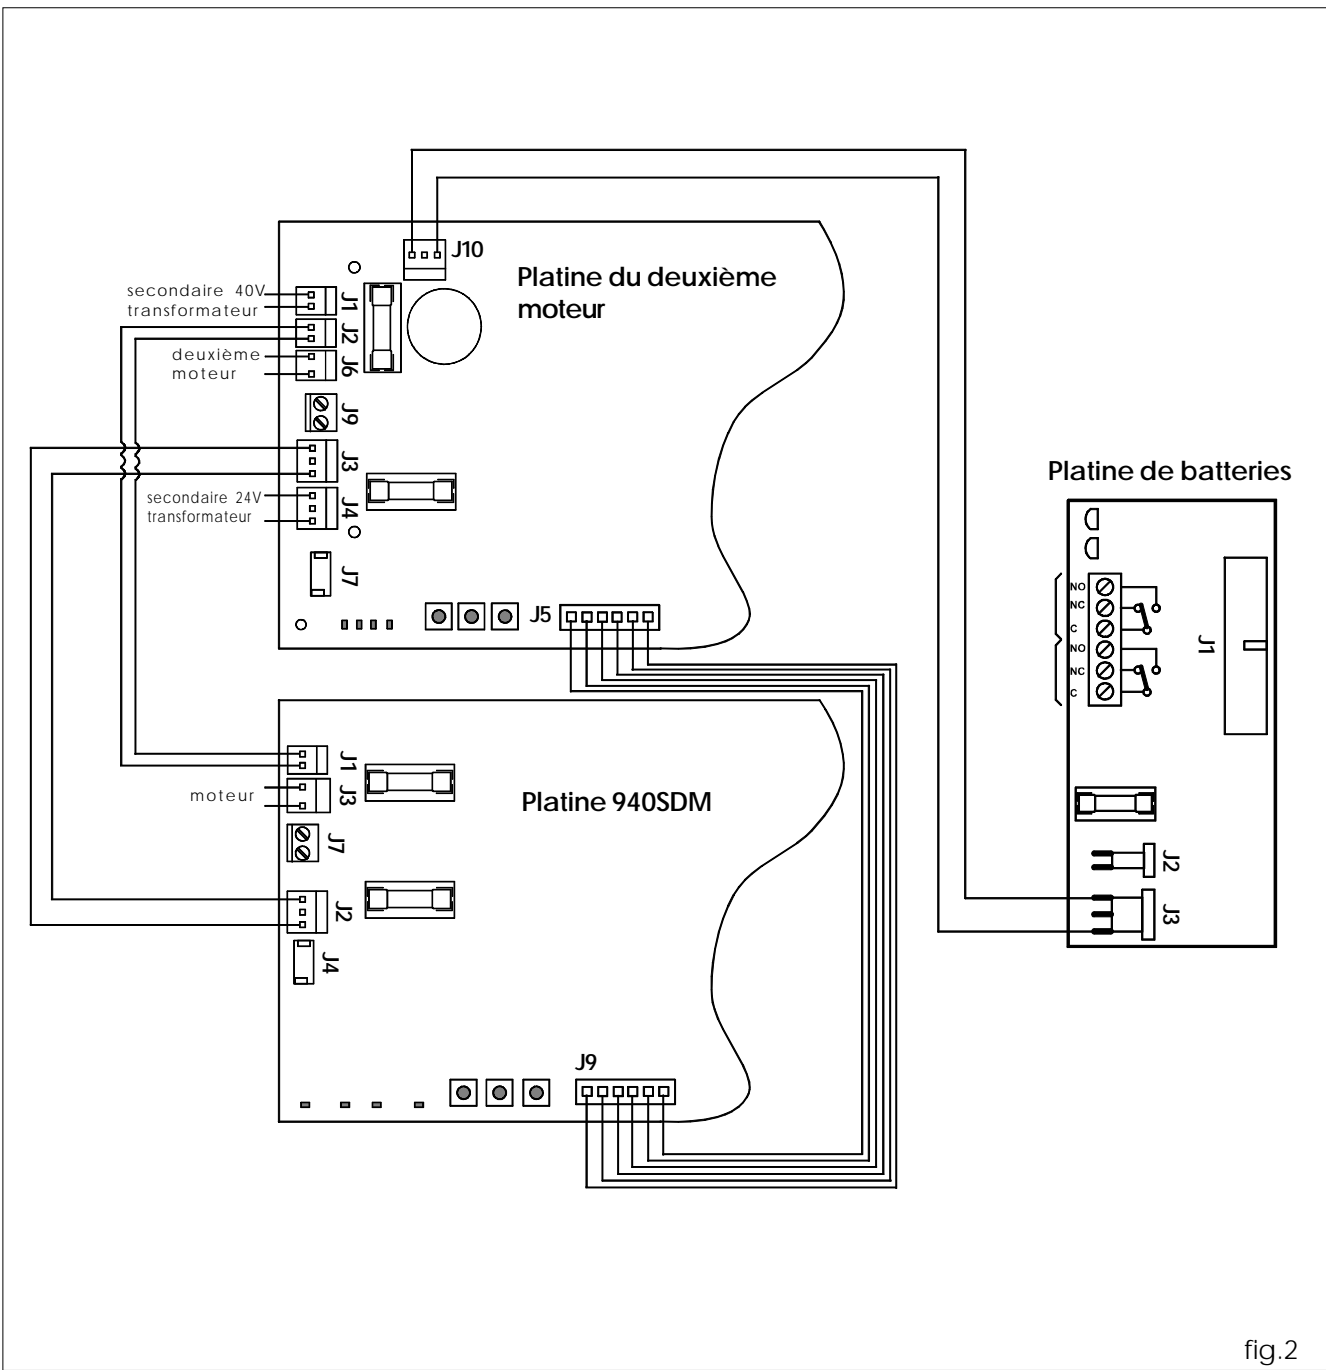 J10
Platine du deuxième
moteur
secondaire 40V
transformateur
J1
J2
deuxième
moteur
J6
J9
J3
secondaire 24V
transformateur
J4
J7
J5
Platine de batteries
NO
NC
C
NO
NC
C
J1
J2
J3
J1
moteur
J3
Platine 940SDM
J7
J2
J4
J9
fig.2